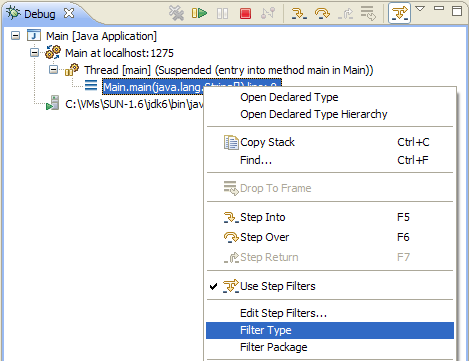 Debug
Main [Java Application]
Main at localhost:1275
Thread [main] (Suspended (entry into method main in Main))
Main.main(java.lang.String[]) line: 9
C:\VMs\SUN-1.6\jdk6\bin\jav
Open Declared Type
Open Declared Type Hierarchy
Copy Stack Ctrl+C
Find... Ctrl+F
Drop To Frame
Step Into F5
Step Over F6
Step Return F7
Use Step Filters
Edit Step Filters...
Filter Type
Filter Package